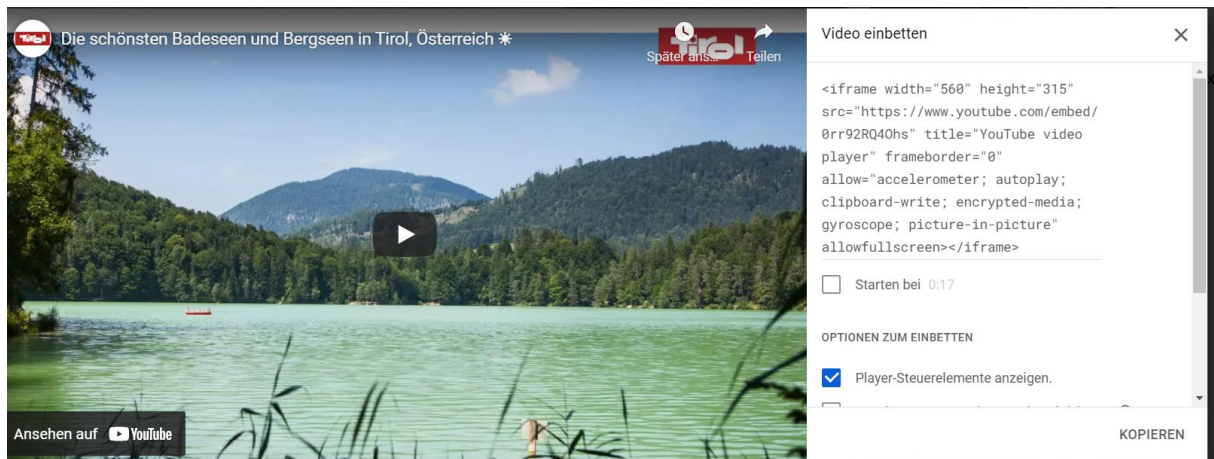 Tirol
Die schönsten Badeseen und Bergseen in Tirol, Österreich ☀
Tirol
Später ans…
Teilen
Ansehen auf YouTube
Video einbetten
<iframe width="560" height="315"
src="https://www.youtube.com/embed/
0rr92RQ4Ohs" title="YouTube video
player" frameborder="0"
allow="accelerometer; autoplay;
clipboard-write; encrypted-media;
gyroscope; picture-in-picture"
allowfullscreen></iframe>
Starten bei 0:17
OPTIONEN ZUM EINBETTEN
Player-Steuerelemente anzeigen.
KOPIEREN